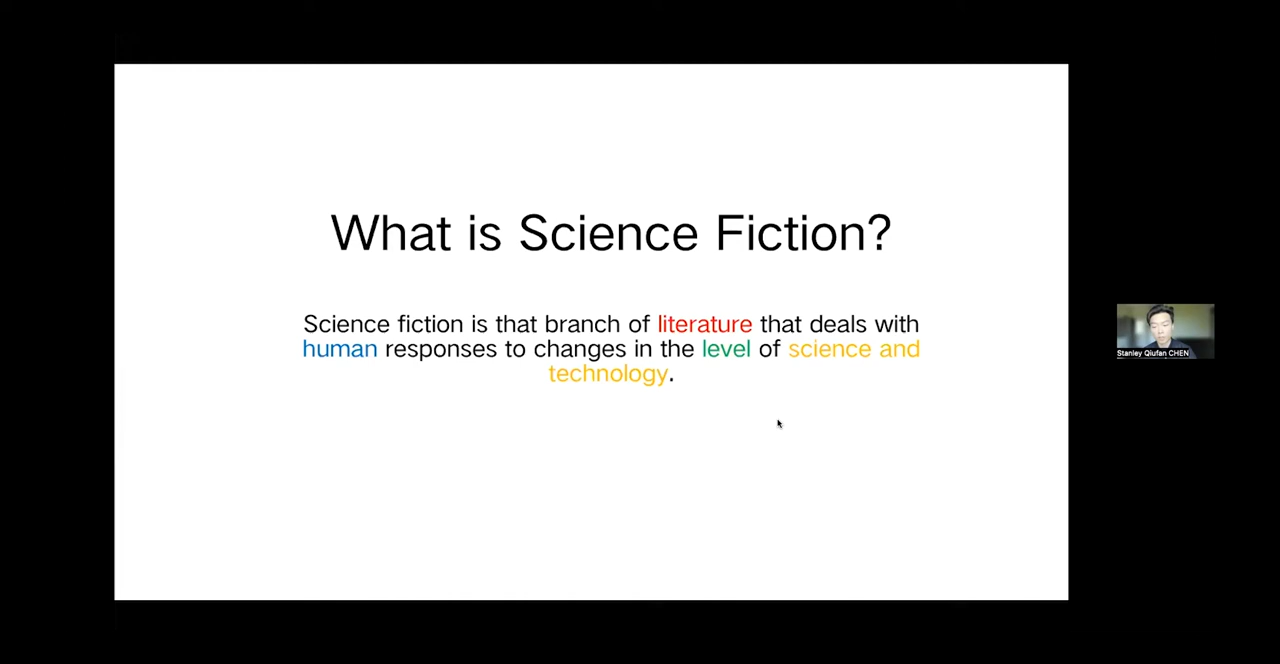 What is Science Fiction?
Science fiction is that branch of literature that deals with
human responses to changes in the level of science and
technology.
Stanley Qiufan CHEN